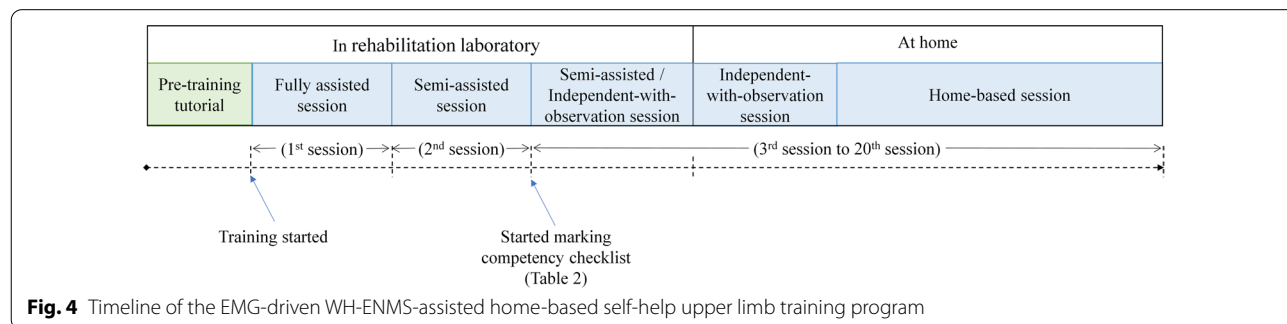 In rehabilitation laboratory
At home
Pre-training
tutorial
Fully assisted
session
Semi-assisted
session
Semi-assisted /
Independent-with-
observation session
Independent-
with-observation
session
Home-based session
(1st session)
(2nd session)
(3rd session to 20th session)
Training started
Started marking
competency checklist
(Table 2)
Fig. 4 Timeline of the EMG-driven WH-ENMS-assisted home-based self-help upper limb training program